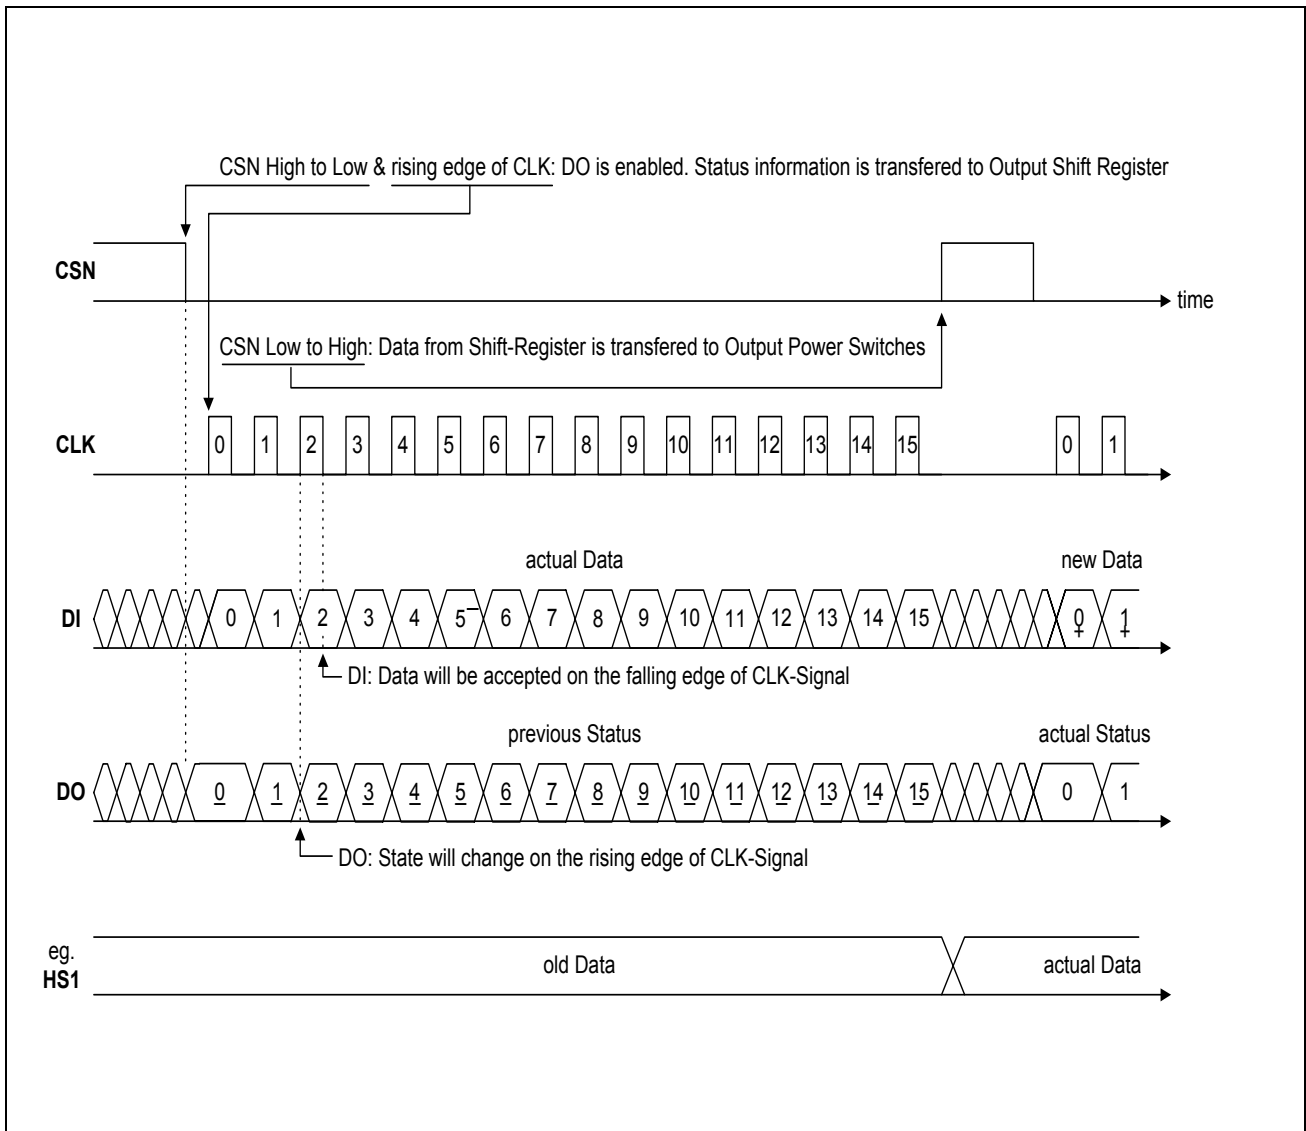 CSN High to Low & rising edge of CLK: DO is enabled. Status information is transfered to Output Shift Register
CSN
time
CSN Low to High: Data from Shift-Register is transfered to Output Power Switches
CLK
0 1 2 3 4 5 6 7 8 9 10 11 12 13 14 15 0 1
actual Data new Data
DI
0 1 2 3 4 5 6 7 8 9 10 11 12 13 14 15 0 1
+ +
DI: Data will be accepted on the falling edge of CLK-Signal
previous Status actual Status
DO
0 1 2 3 4 5 6 7 8 9 10 11 12 13 14 15 0 1
DO: State will change on the rising edge of CLK-Signal
eg.
HS1
old Data actual Data